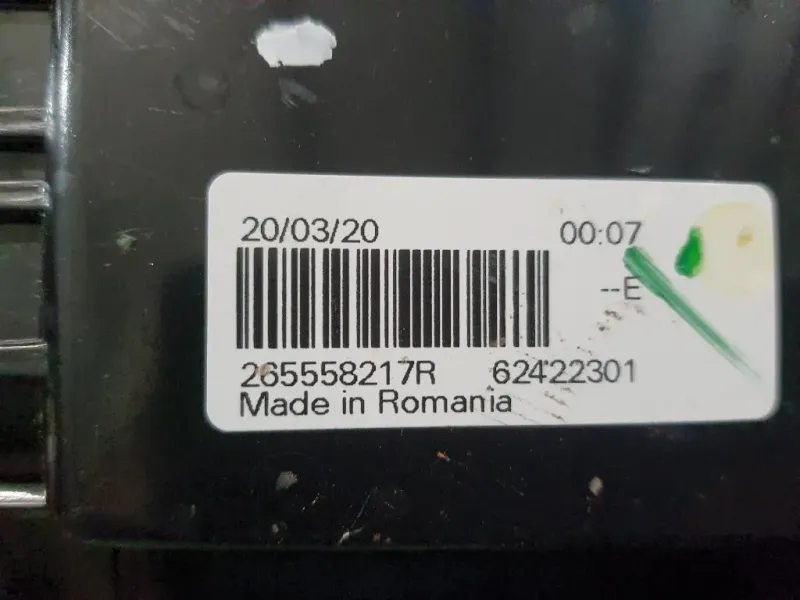 20/03/20 00:07
--E
265558217R 62422301
Made in Romania